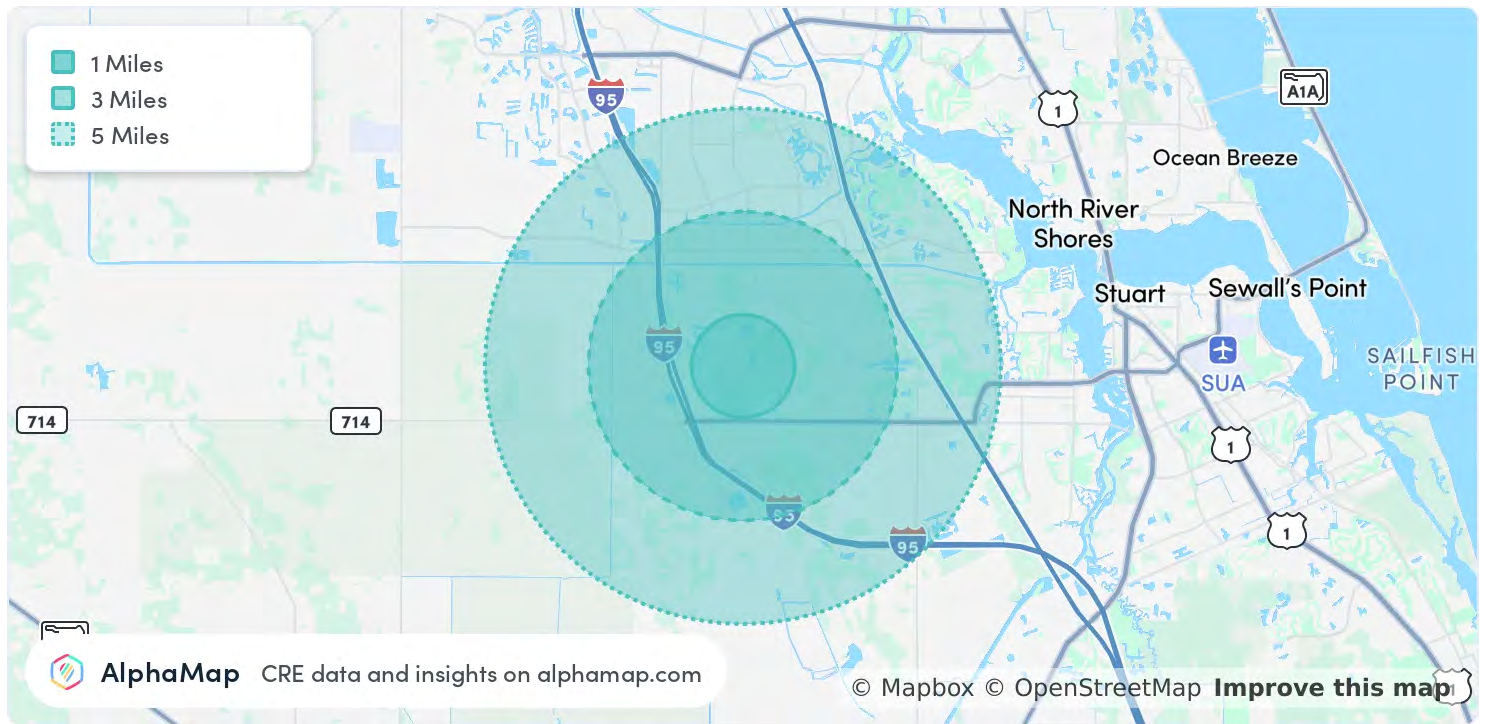 1 Miles
3 Miles
5 Miles
95
1
A1A
Ocean Breeze
North River
Shores
Stuart
Sewall's Point
95
SUA
SAILFISH
POINT
714
714
1
95
95
1
AlphaMap
CRE data and insights on alphamap.com
© Mapbox © OpenStreetMap Improve this map
1